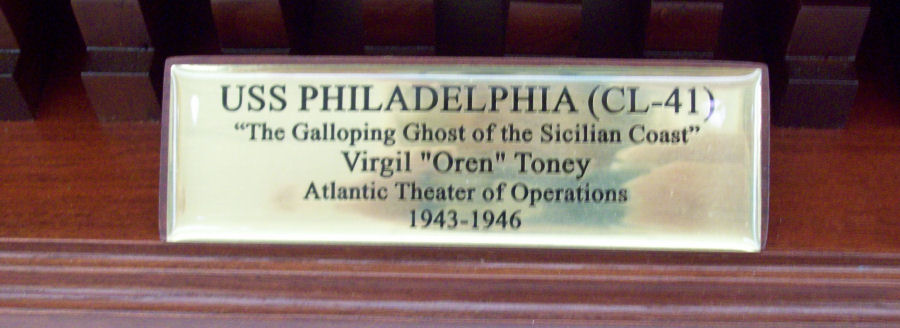 USS PHILADELPHIA (CL-41)
“The Galloping Ghost of the Sicilian Coast”
Virgil "Oren" Toney
Atlantic Theater of Operations
1943-1946